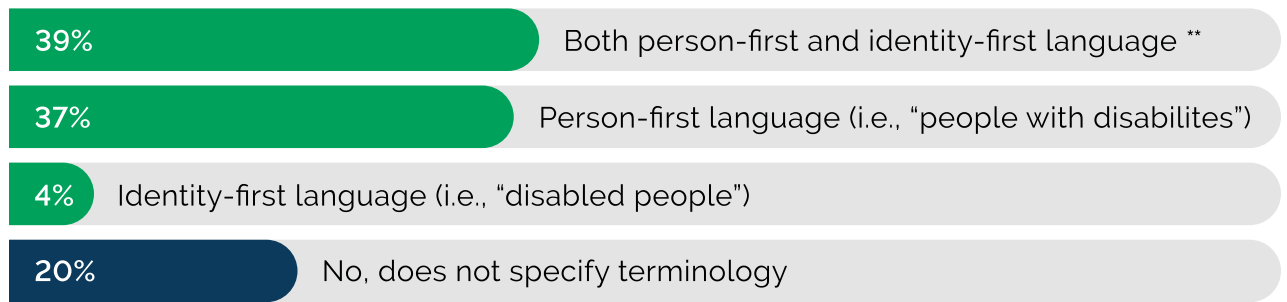 39% Both person-first and identity-first language **
37% Person-first language (i.e., “people with disabilites”)
4% Identity-first language (i.e., “disabled people”)
20% No, does not specify terminology